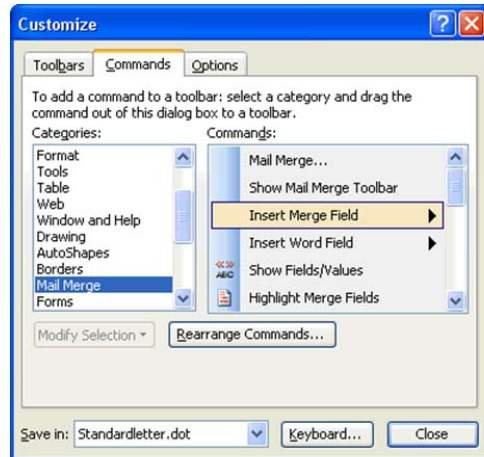 Customize
Toolbars Commands Options
To add a command to a toolbar: select a category and drag the
command out of this dialog box to a toolbar.
Categories: Commands:
Format
Tools
Table
Web
Window and Help
Drawing
AutoShapes
Borders
Mail Merge
Forms
Mail Merge...
Show Mail Merge Toolbar
Insert Merge Field
Insert Word Field
«»
ABC
Show Fields/Values
Highlight Merge Fields
Modify Selection
Rearrange Commands...
Save in: Standardletter.dot Keyboard... Close